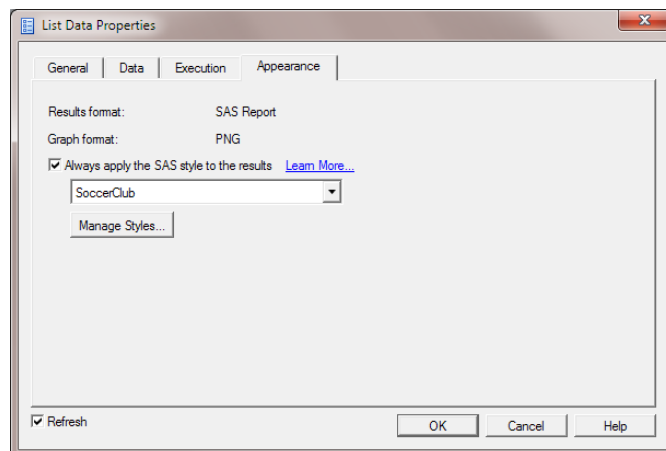 List Data Properties
General Data Execution Appearance
Results format: SAS Report
Graph format: PNG
Always apply the SAS style to the results Learn More...
SoccerClub
Manage Styles...
Refresh OK Cancel Help